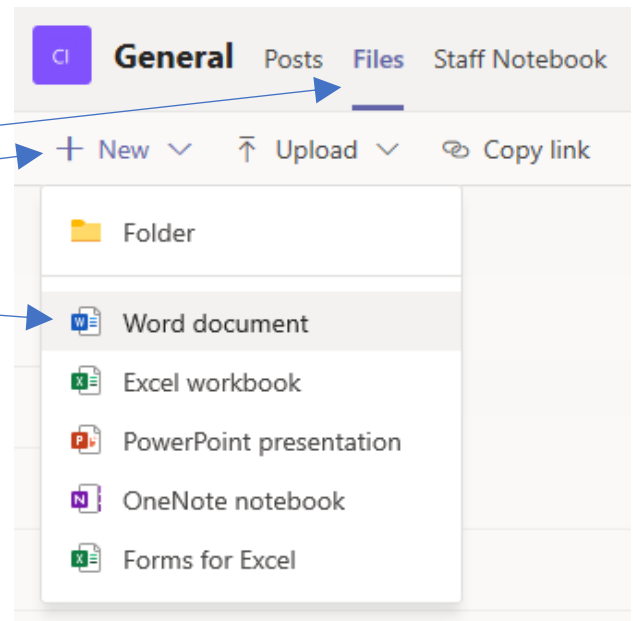 CI General Posts Files Staff Notebook
New Upload Copy link
Folder
Word document
Excel workbook
PowerPoint presentation
OneNote notebook
Forms for Excel